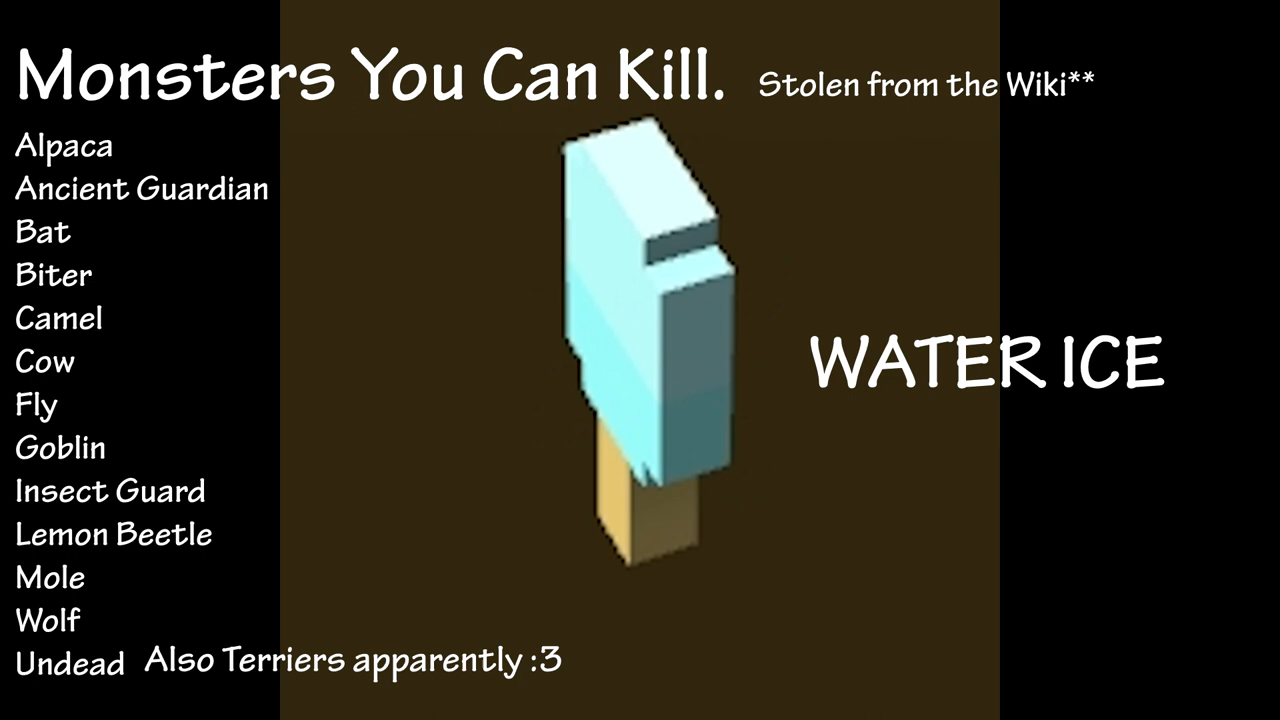 Monsters You Can Kill. Stolen from the Wiki**
Alpaca
Ancient Guardian
Bat
Biter
Camel
WATER ICE
Cow
Fly
Goblin
Insect Guard
Lemon Beetle
Mole
Wolf
Undead Also Terriers apparently :3